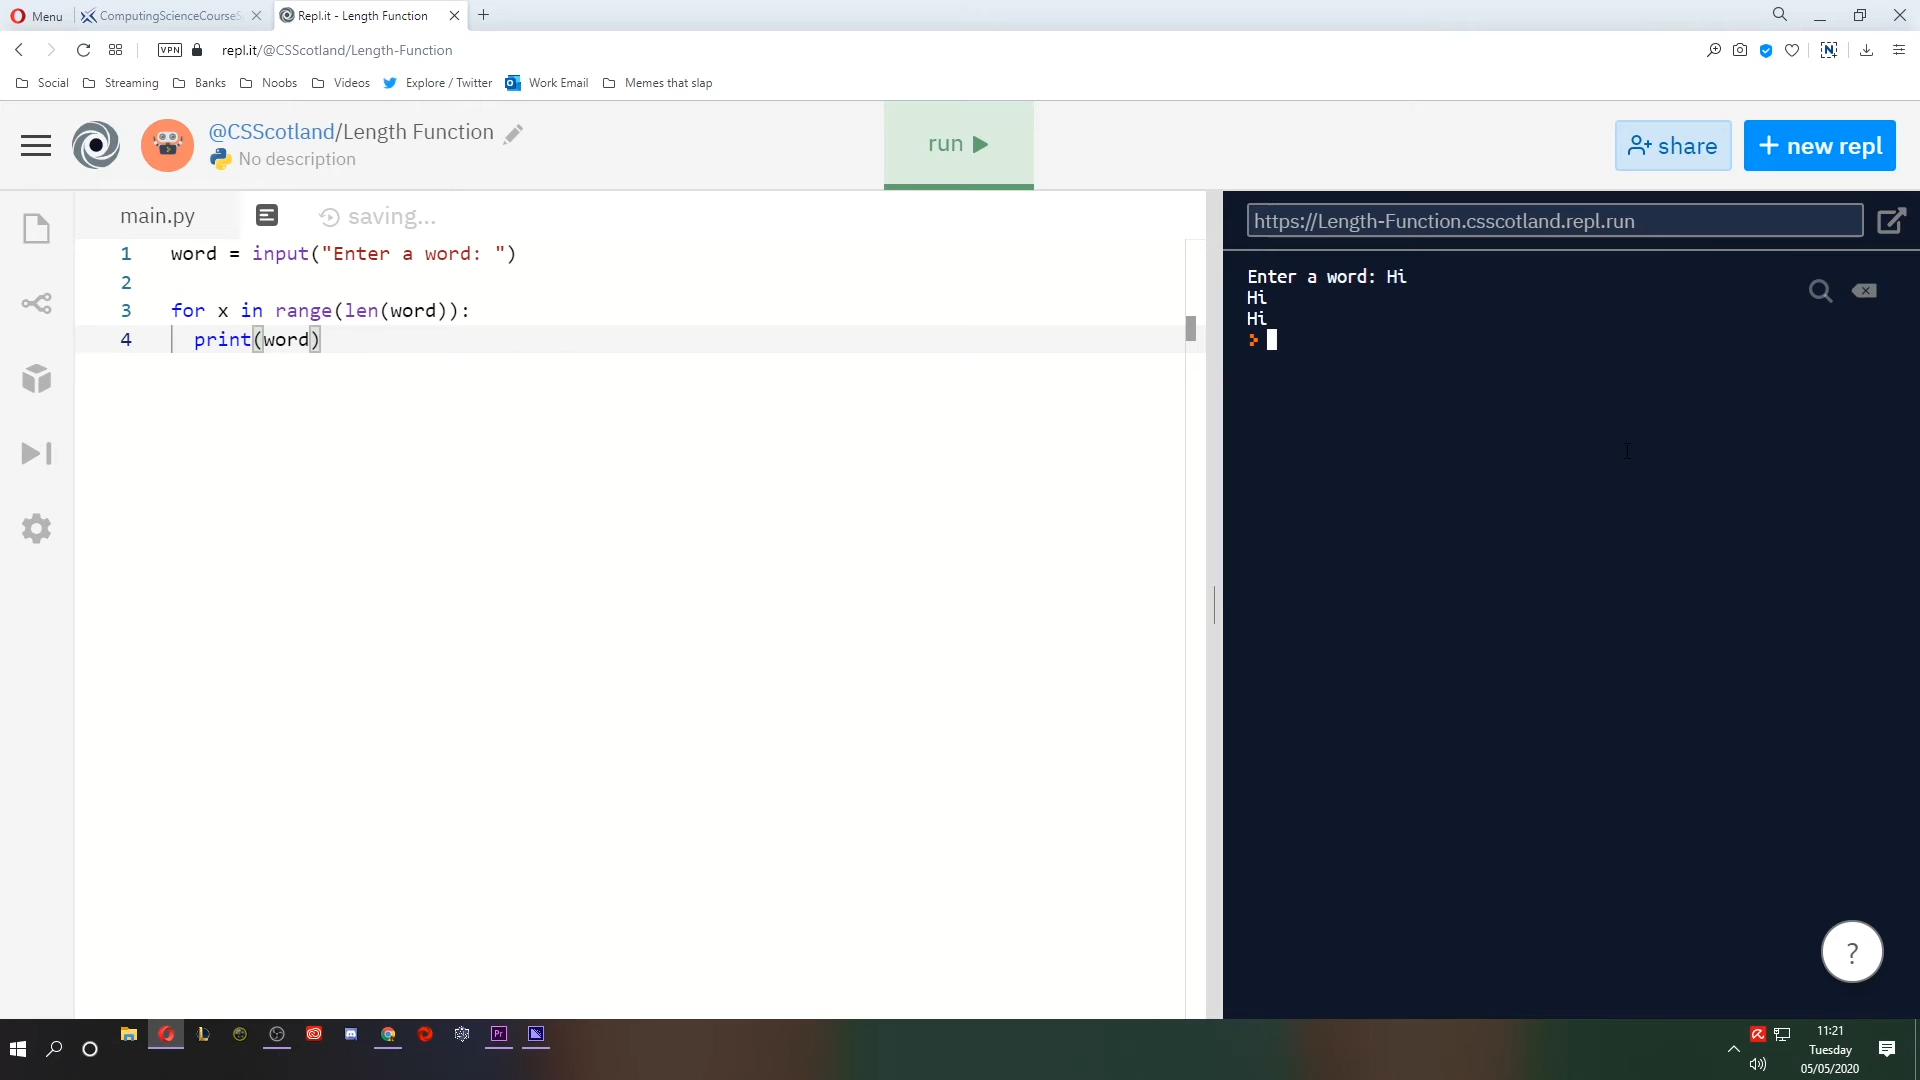 Menu
ComputingScienceCourseS
Repl.it - Length Function
VPN
repl.it/@CSScotland/Length-Function
Social
Streaming
Banks
Noobs
Videos
Explore / Twitter
Work Email
Memes that slap
@CSScotland/Length Function
No description
run
share
+ new repl
main.py
saving...
https://Length-Function.csscotland.repl.run
1 word = input("Enter a word: ")
2
3 for x in range(len(word)):
4 print(word)
Enter a word: Hi
Hi
Hi
?
Pr
11:21
Tuesday
05/05/2020